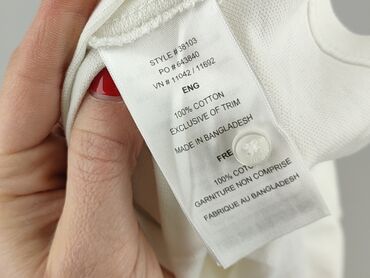 STYLE # 38103
PO # 643840
VN # 11042 / 11692
ENG
100% COTTON
EXCLUSIVE OF TRIM
MADE IN BANGLADESH
FRE
100% COTO
GARNITURE NON COMPRISE
FABRIQUE AU BANGLADESH